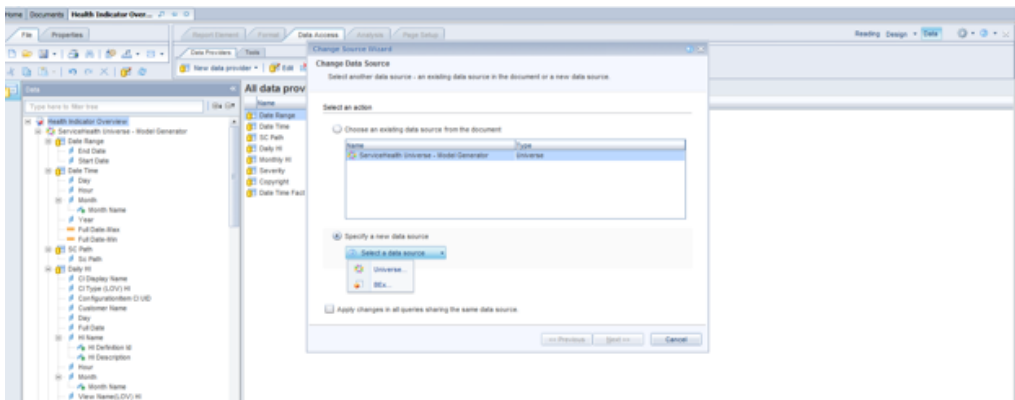 Home Documents Health Indicator Over...
File Properties
Report Element Format Data Access Analysis Page Setup
Reading Design Data
Data Providers Tools
New data provider Edit
Data
Type here to filter tree
Health Indicator Overview
ServiceHealth Universe - Model Generator
Date Range
End Date
Start Date
Date Time
Day
Hour
Month
Month Name
Year
Full Date-Max
Full Date-Min
SC Path
Sc Path
Daily HI
CI Display Name
CI Type (LOV) HI
ConfigurationItem CI UID
Customer Name
Day
Full Date
HI Name
HI Definition Id
HI Description
Hour
Month
Month Name
View Name(LOV) HI
All data prov
Name
Date Range
Date Time
SC Path
Daily HI
Monthly HI
Severity
Copyright
Date Time Fact
Change Source Wizard
Change Data Source
Select another data source - an existing data source in the document or a new data source.
Select an action
Choose an existing data source from the document
Name Type
ServiceHealth Universe - Model Generator Universe
Specify a new data source
Select a data source
Universe...
BEx...
Apply changes in all queries sharing the same data source.
<< Previous Next >> Cancel